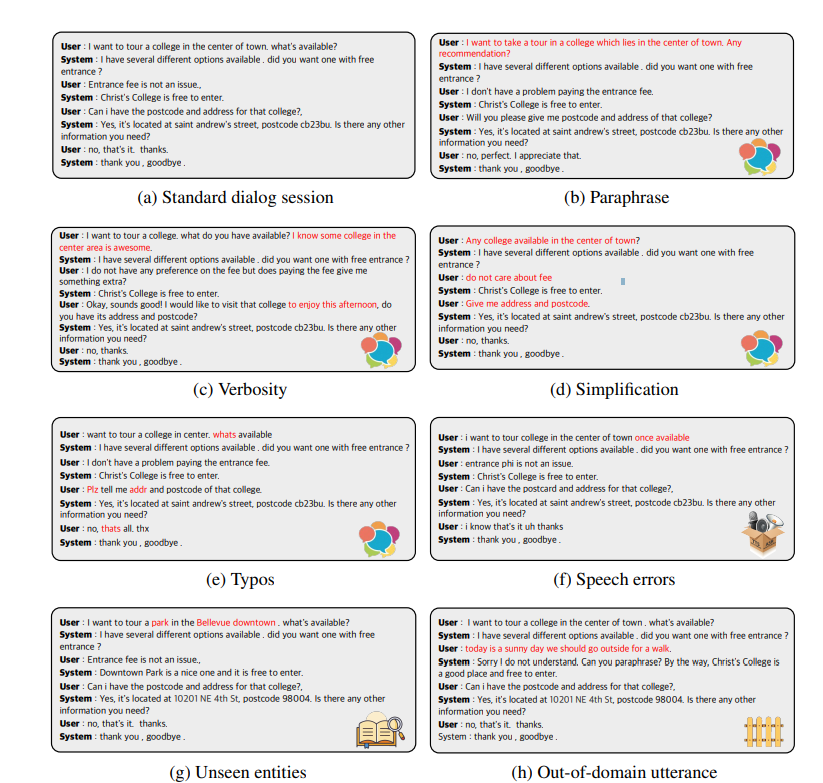 User : I want to tour a college in the center of town. what's available?
System : I have several different options available . did you want one with free
entrance ?
User : Entrance fee is not an issue.,
System : Christ's College is free to enter.
User : Can i have the postcode and address for that college?,
System : Yes, it's located at saint andrew's street, postcode cb23bu. Is there any other
information you need?
User : no, that's it.  thanks.
System : thank you , goodbye .
(a) Standard dialog session
User : I want to take a tour in a college which lies in the center of town. Any
recommendation?
System : I have several different options available . did you want one with free
entrance ?
User : I don't have a problem paying the entrance fee.
System : Christ's College is free to enter.
User : Will you please give me postcode and address of that college?
System : Yes, it's located at saint andrew's street, postcode cb23bu. Is there any other
information you need?
User : no, perfect. I appreciate that.
System : thank you , goodbye .
(b) Paraphrase
User : I want to tour a college. what do you have available? I know some college in the
center area is awesome.
System : I have several different options available . did you want one with free entrance ?
User : I do not have any preference on the fee but does paying the fee give me
something extra?
System : Christ's College is free to enter.
User : Okay, sounds good! I would like to visit that college to enjoy this afternoon, do
you have its address and postcode?
System : Yes, it's located at saint andrew's street, postcode cb23bu. Is there any other
information you need?
User : no, thanks.
System : thank you , goodbye .
(c) Verbosity
User : Any college available in the center of town?
System : I have several different options available . did you want one with free
entrance ?
User : do not care about fee
System : Christ's College is free to enter.
User : Give me address and postcode.
System : Yes, it's located at saint andrew's street, postcode cb23bu. Is there any other
information you need?
User : no, thanks.
System : thank you , goodbye .
(d) Simplification
User : want to tour a college in center. whats available
System : I have several different options available . did you want one with free entrance ?
User : I don't have a problem paying the entrance fee.
System : Christ's College is free to enter.
User : Plz tell me addr and postcode of that college.
System : Yes, it's located at saint andrew's street, postcode cb23bu. Is there any other
information you need?
User : no, thats all. thx
System : thank you , goodbye .
(e) Typos
User : i want to tour college in the center of town once available
System : I have several different options available . did you want one with free entrance ?
User : entrance phi is not an issue.
System : Christ's College is free to enter.
User : Can i have the postcard and address for that college?,
System : Yes, it's located at saint andrew's street, postcode cb23bu. Is there any other
information you need?
User : i know that's it uh thanks
System : thank you , goodbye .
(f) Speech errors
User : I want to tour a park in the Bellevue downtown . what's available?
System : I have several different options available . did you want one with free
entrance ?
User : Entrance fee is not an issue.,
System : Downtown Park is a nice one and it is free to enter.
User : Can i have the postcode and address for that college?,
System : Yes, it's located at 10201 NE 4th St, postcode 98004. Is there any other
information you need?
User : no, that's it.  thanks.
System : thank you , goodbye .
(g) Unseen entities
User :  I want to tour a college in the center of town . what's available?
System : I have several different options available . did you want one with free entrance ?
User : today is a sunny day we should go outside for a walk.
System : Sorry I do not understand. Can you paraphrase? By the way, Christ's College is
a good place and free to enter.
User : Can i have the postcode and address for that college?,
System : Yes, it's located at 10201 NE 4th St, postcode 98004. Is there any other
information you need?
User : no, that's it.  thanks.
System : thank you , goodbye .
(h) Out-of-domain utterance